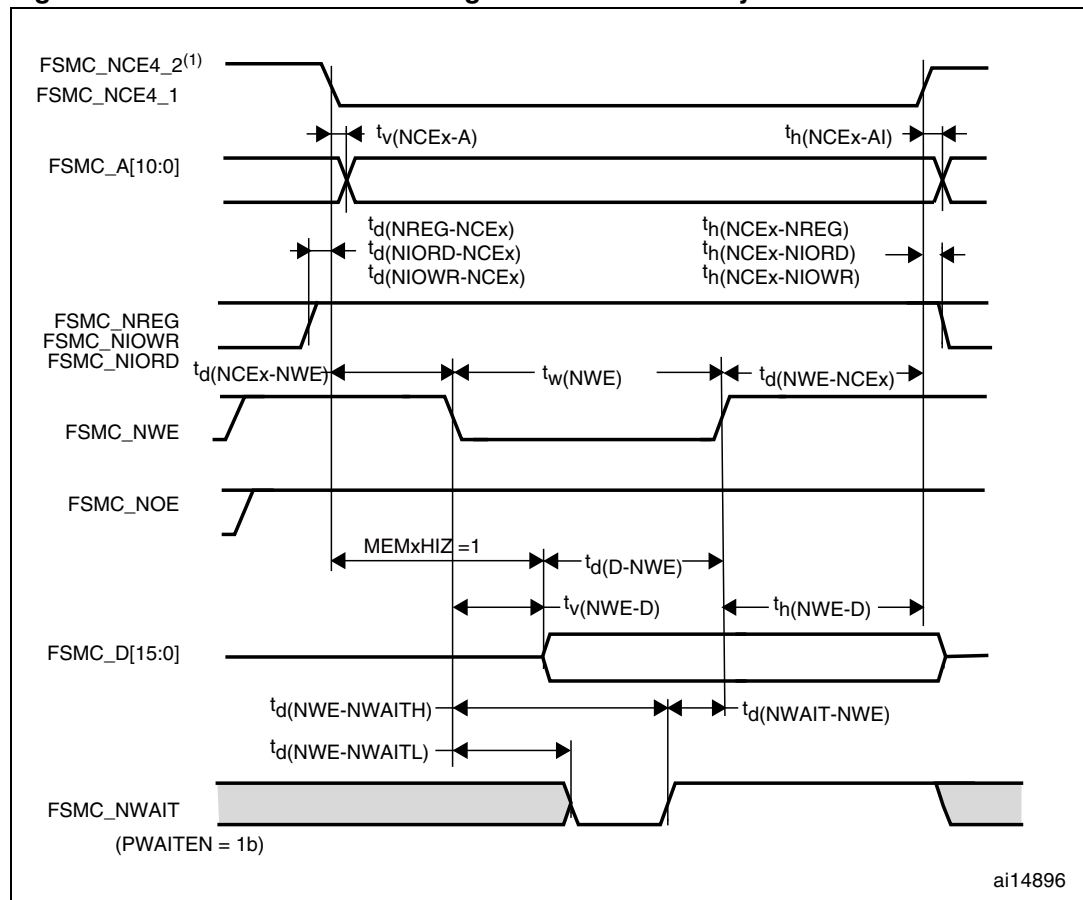 FSMC_NCE4_2(1)
FSMC_NCE4_1
tv(NCEx-A)
th(NCEx-AI)
FSMC_A[10:0]
td(NREG-NCEx)
td(NIORD-NCEx)
td(NIOWR-NCEx)
th(NCEx-NREG)
th(NCEx-NIORD)
th(NCEx-NIOWR)
FSMC_NREG
FSMC_NIOWR
FSMC_NIORD
td(NCEx-NWE)
tw(NWE)
td(NWE-NCEx)
FSMC_NWE
FSMC_NOE
MEMxHIZ =1
td(D-NWE)
tv(NWE-D)
th(NWE-D)
FSMC_D[15:0]
td(NWE-NWAITH)
td(NWAIT-NWE)
td(NWE-NWAITL)
FSMC_NWAIT
(PWAITEN = 1b)
ai14896